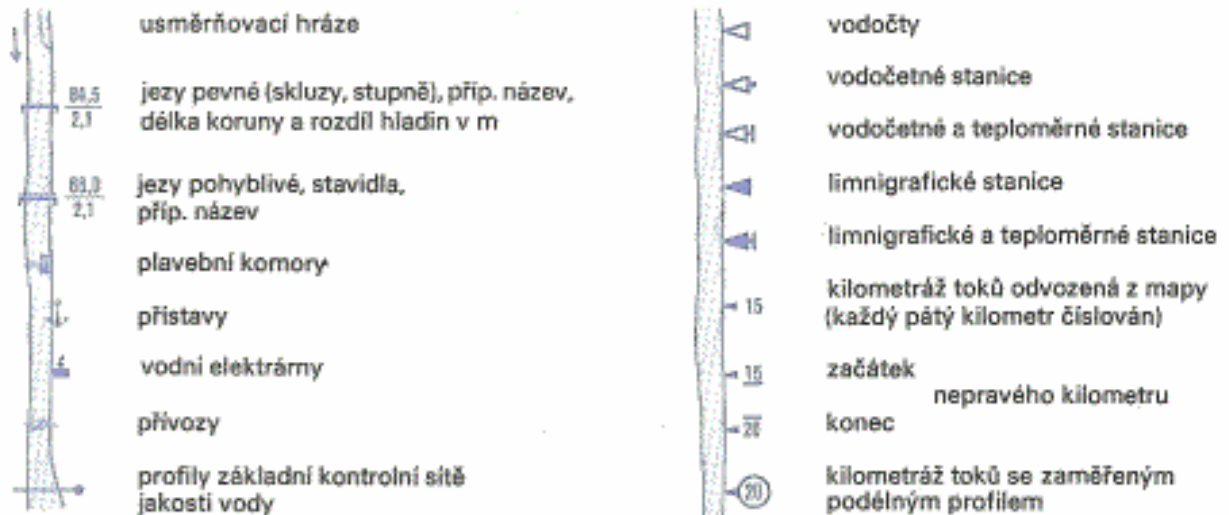 usměrňovací hráze
84,5
2,1
jezy pevné (skluzy, stupně), příp. název,
délka koruny a rozdíl hladin v m
2,1
jezy pohyblivé, stavidla,
příp. název
plavební komory
přístavy
vodní elektrárny
přívozy
profily základní kontrolní sítě
jakosti vody
vodočty
vodočetné stanice
vodočetné a teploměrné stanice
limnigrafické stanice
limnigrafické a teploměrné stanice
15
kilometráž toků odvozená z mapy
(každý pátý kilometr číslován)
15
začátek
nepravého kilometru
20
konec
20
kilometráž toků se zaměřeným
podélným profilem